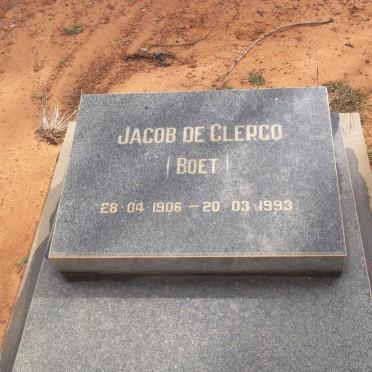 JACOB DE CLERCQ
(BOET)
28·04·1906 – 20·03·1993